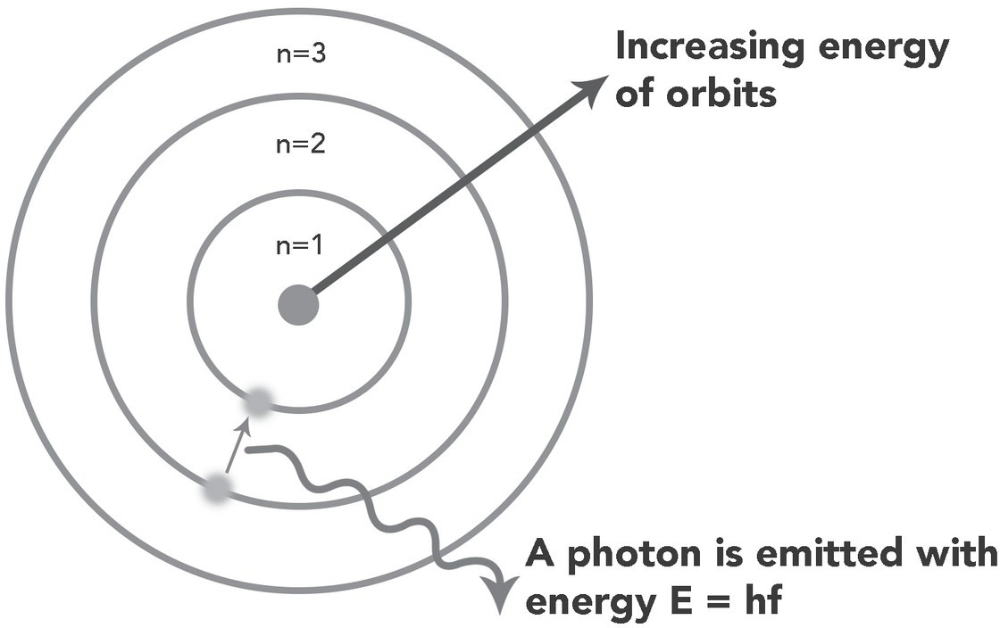 n=3
Increasing energy
of orbits
n=2
n=1
A photon is emitted with
energy E = hf